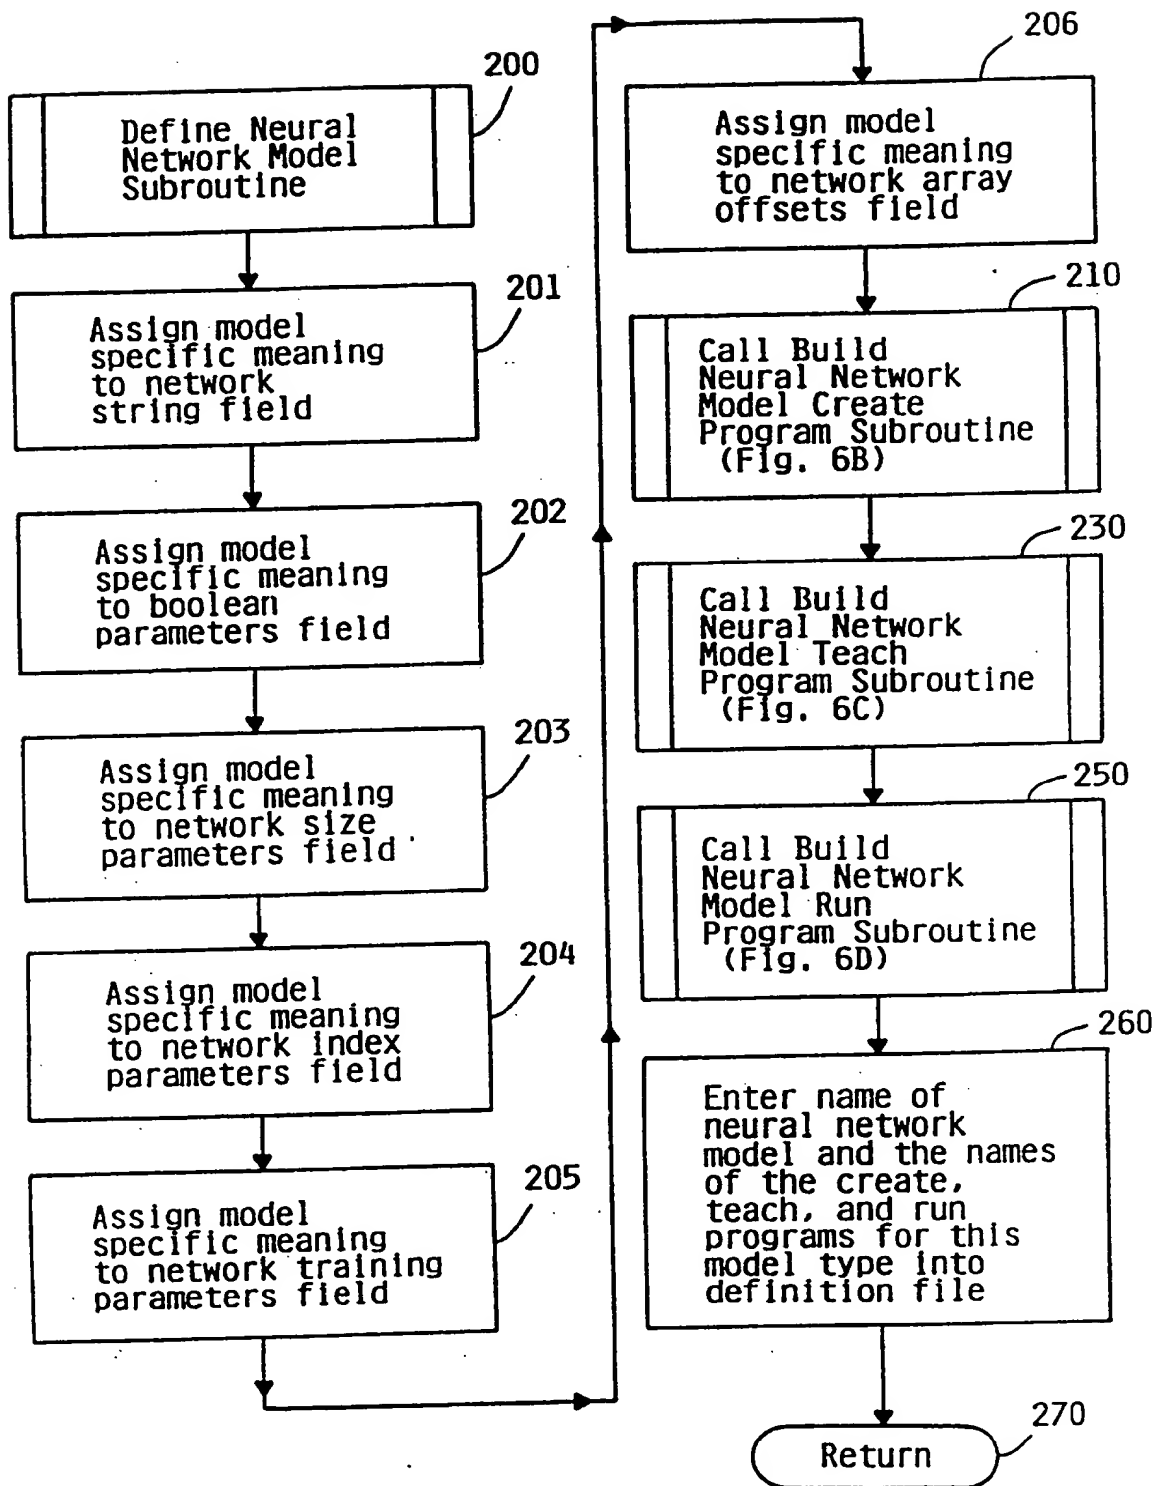 200
Define Neural
Network Model
Subroutine
201
Assign model
specific meaning
to network
string field
202
Assign model
specific meaning
to boolean
parameters field
203
Assign model
specific meaning
to network size
parameters field
204
Assign model
specific meaning
to network index
parameters field
205
Assign model
specific meaning
to network training
parameters field
206
Assign model
specific meaning
to network array
offsets field
210
Call Build
Neural Network
Model Create
Program Subroutine
(Fig. 6B)
230
Call Build
Neural Network
Model Teach
Program Subroutine
(Fig. 6C)
250
Call Build
Neural Network
Model Run
Program Subroutine
(Fig. 6D)
260
Enter name of
neural network
model and the names
of the create,
teach, and run
programs for this
model type into
definition file
270
Return